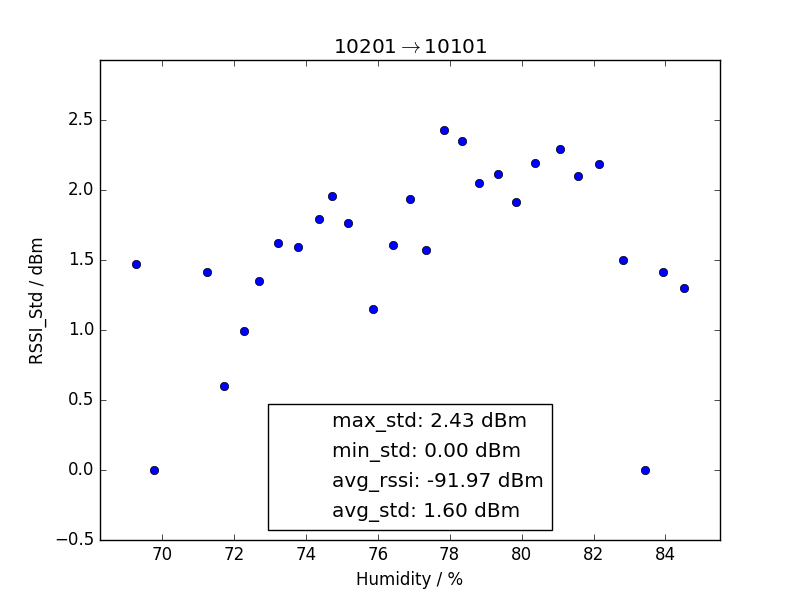 10201→10101
2.5
2.0
1.5
1.0
0.5
0.0
−0.5
RSSI_Std / dBm
max_std: 2.43 dBm
min_std: 0.00 dBm
avg_rssi: -91.97 dBm
avg_std: 1.60 dBm
70 72 74 76 78 80 82 84
Humidity / %